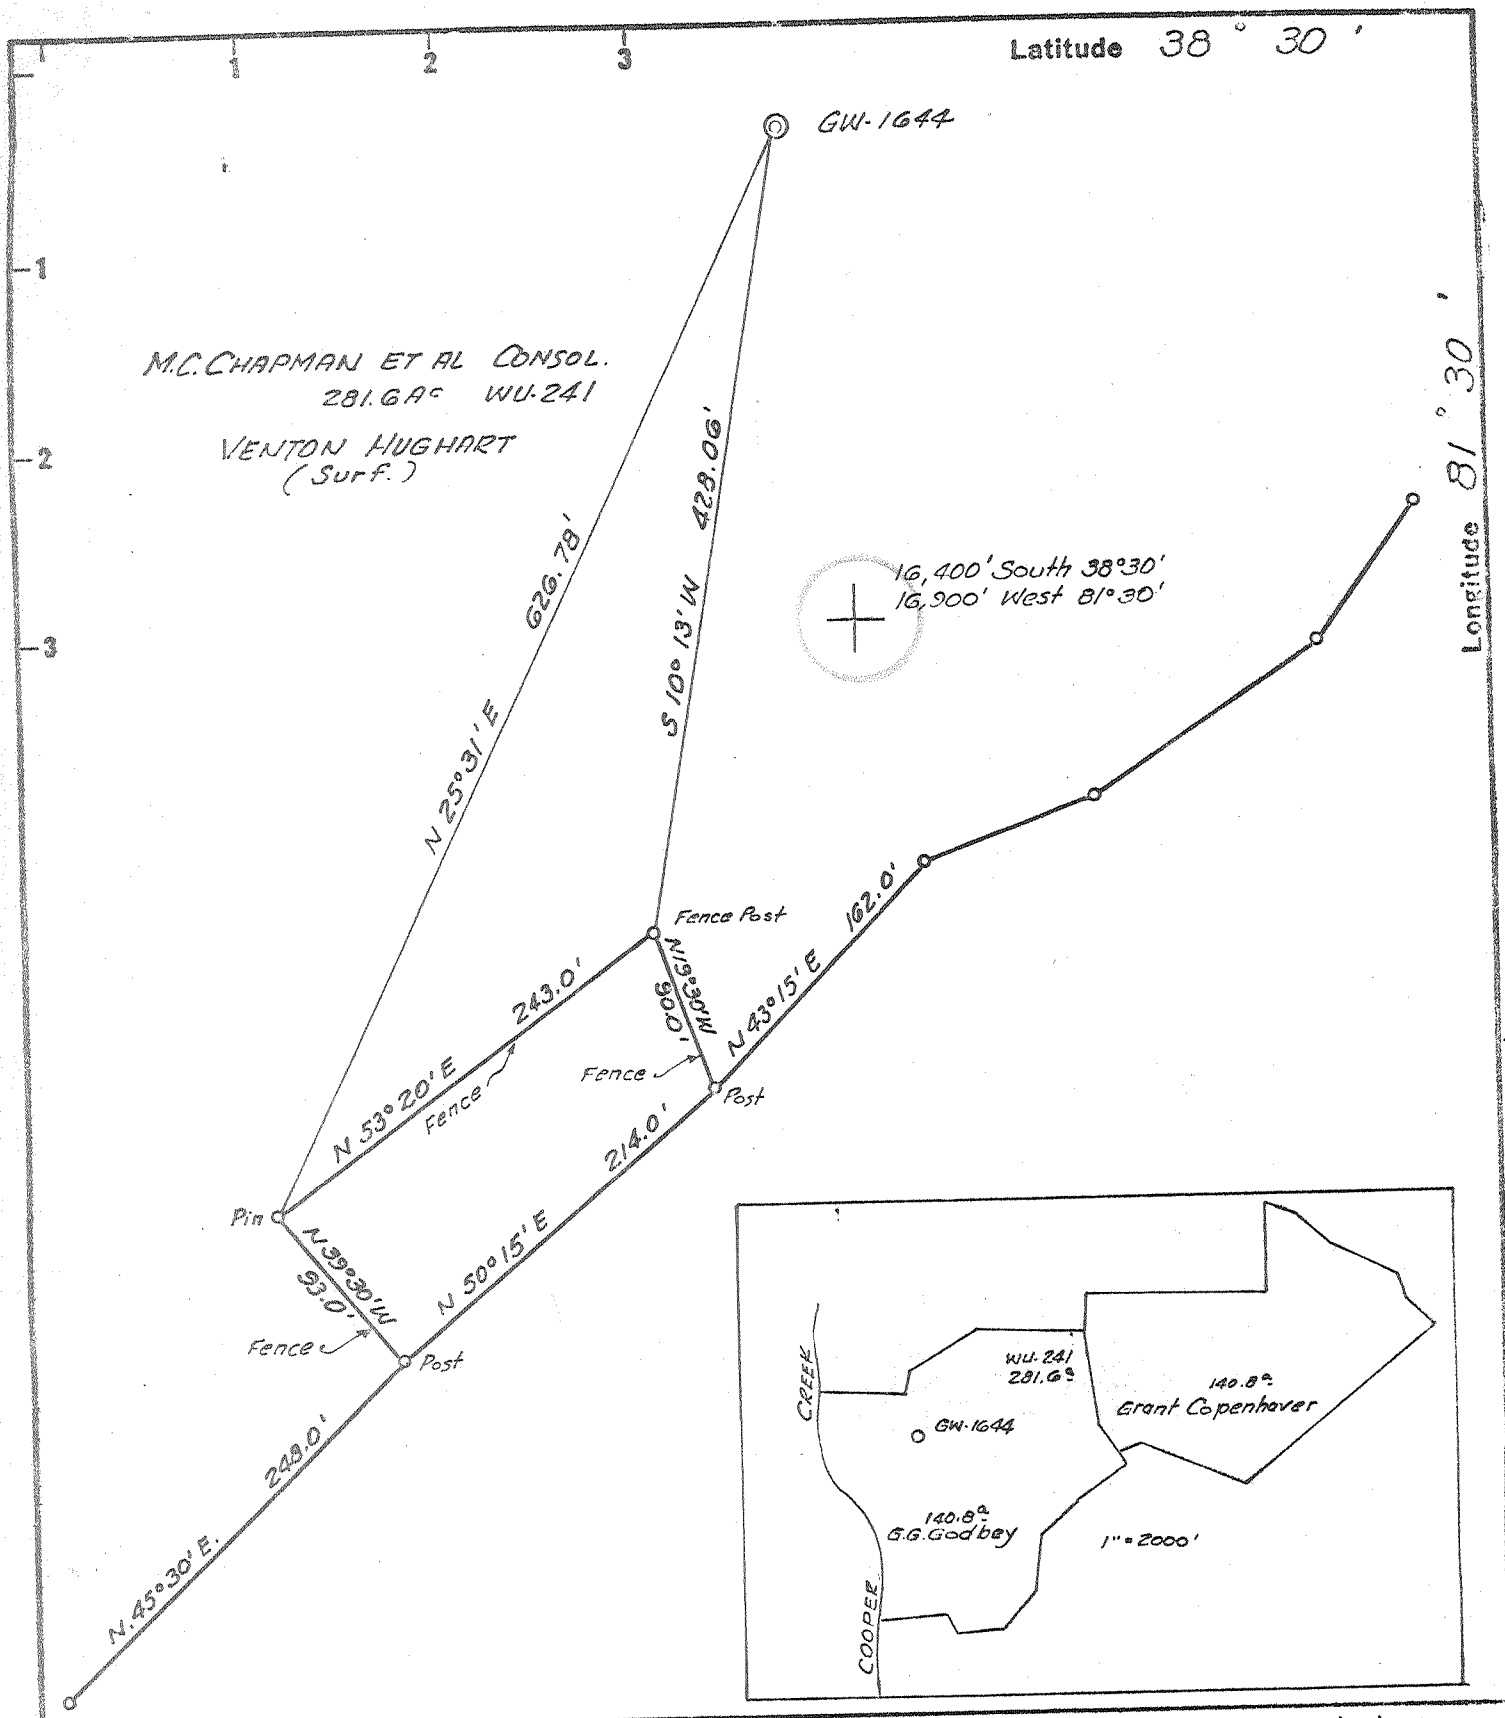 1 2 3
Latitude 38° 30'
GW-1644
1
M.C. CHAPMAN ET AL CONSOL.
281.6 Ac WU-241
2
VENTON HUGHART
(Surf.)
Longitude 81° 30'
626.78'
N 25°31' E
428.06'
S 10° 13' W
16,400' South 38°30'
16,900' West 81°30'
3
Fence Post
N 19°30'W
90.0'
162.0'
N 43°15' E
243.0'
N 53° 20' E
Fence
Fence
Post
214.0'
N 50°15' E
Pin
N 39°30'W
93.0'
Fence
Post
248.0'
N. 45°30' E.
CREEK
WU-241
281.6a
140.8a
Grant Copenhaver
GW-1644
140.8a
G.G. Godbey
1" = 2000'
COOPER